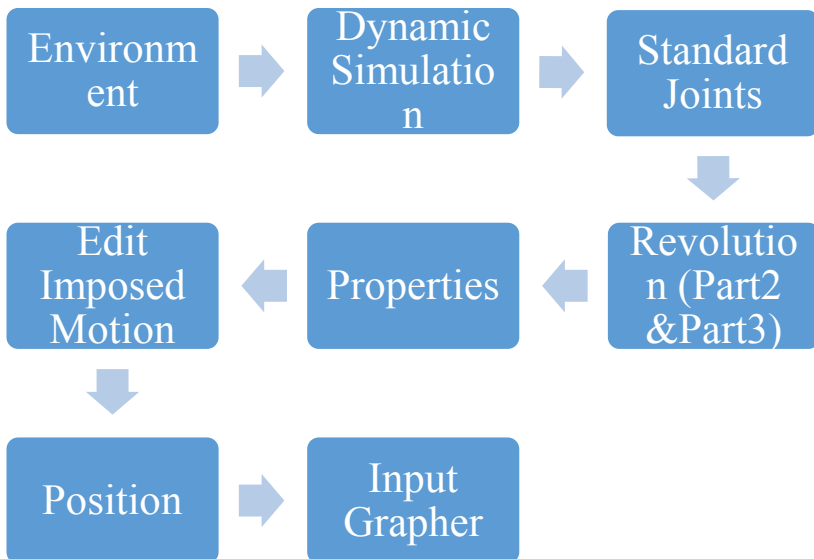 Environm
ent
Dynamic
Simulatio
n
Standard
Joints
Revolutio
n (Part2
&Part3)
Properties
Edit
Imposed
Motion
Position
Input
Grapher